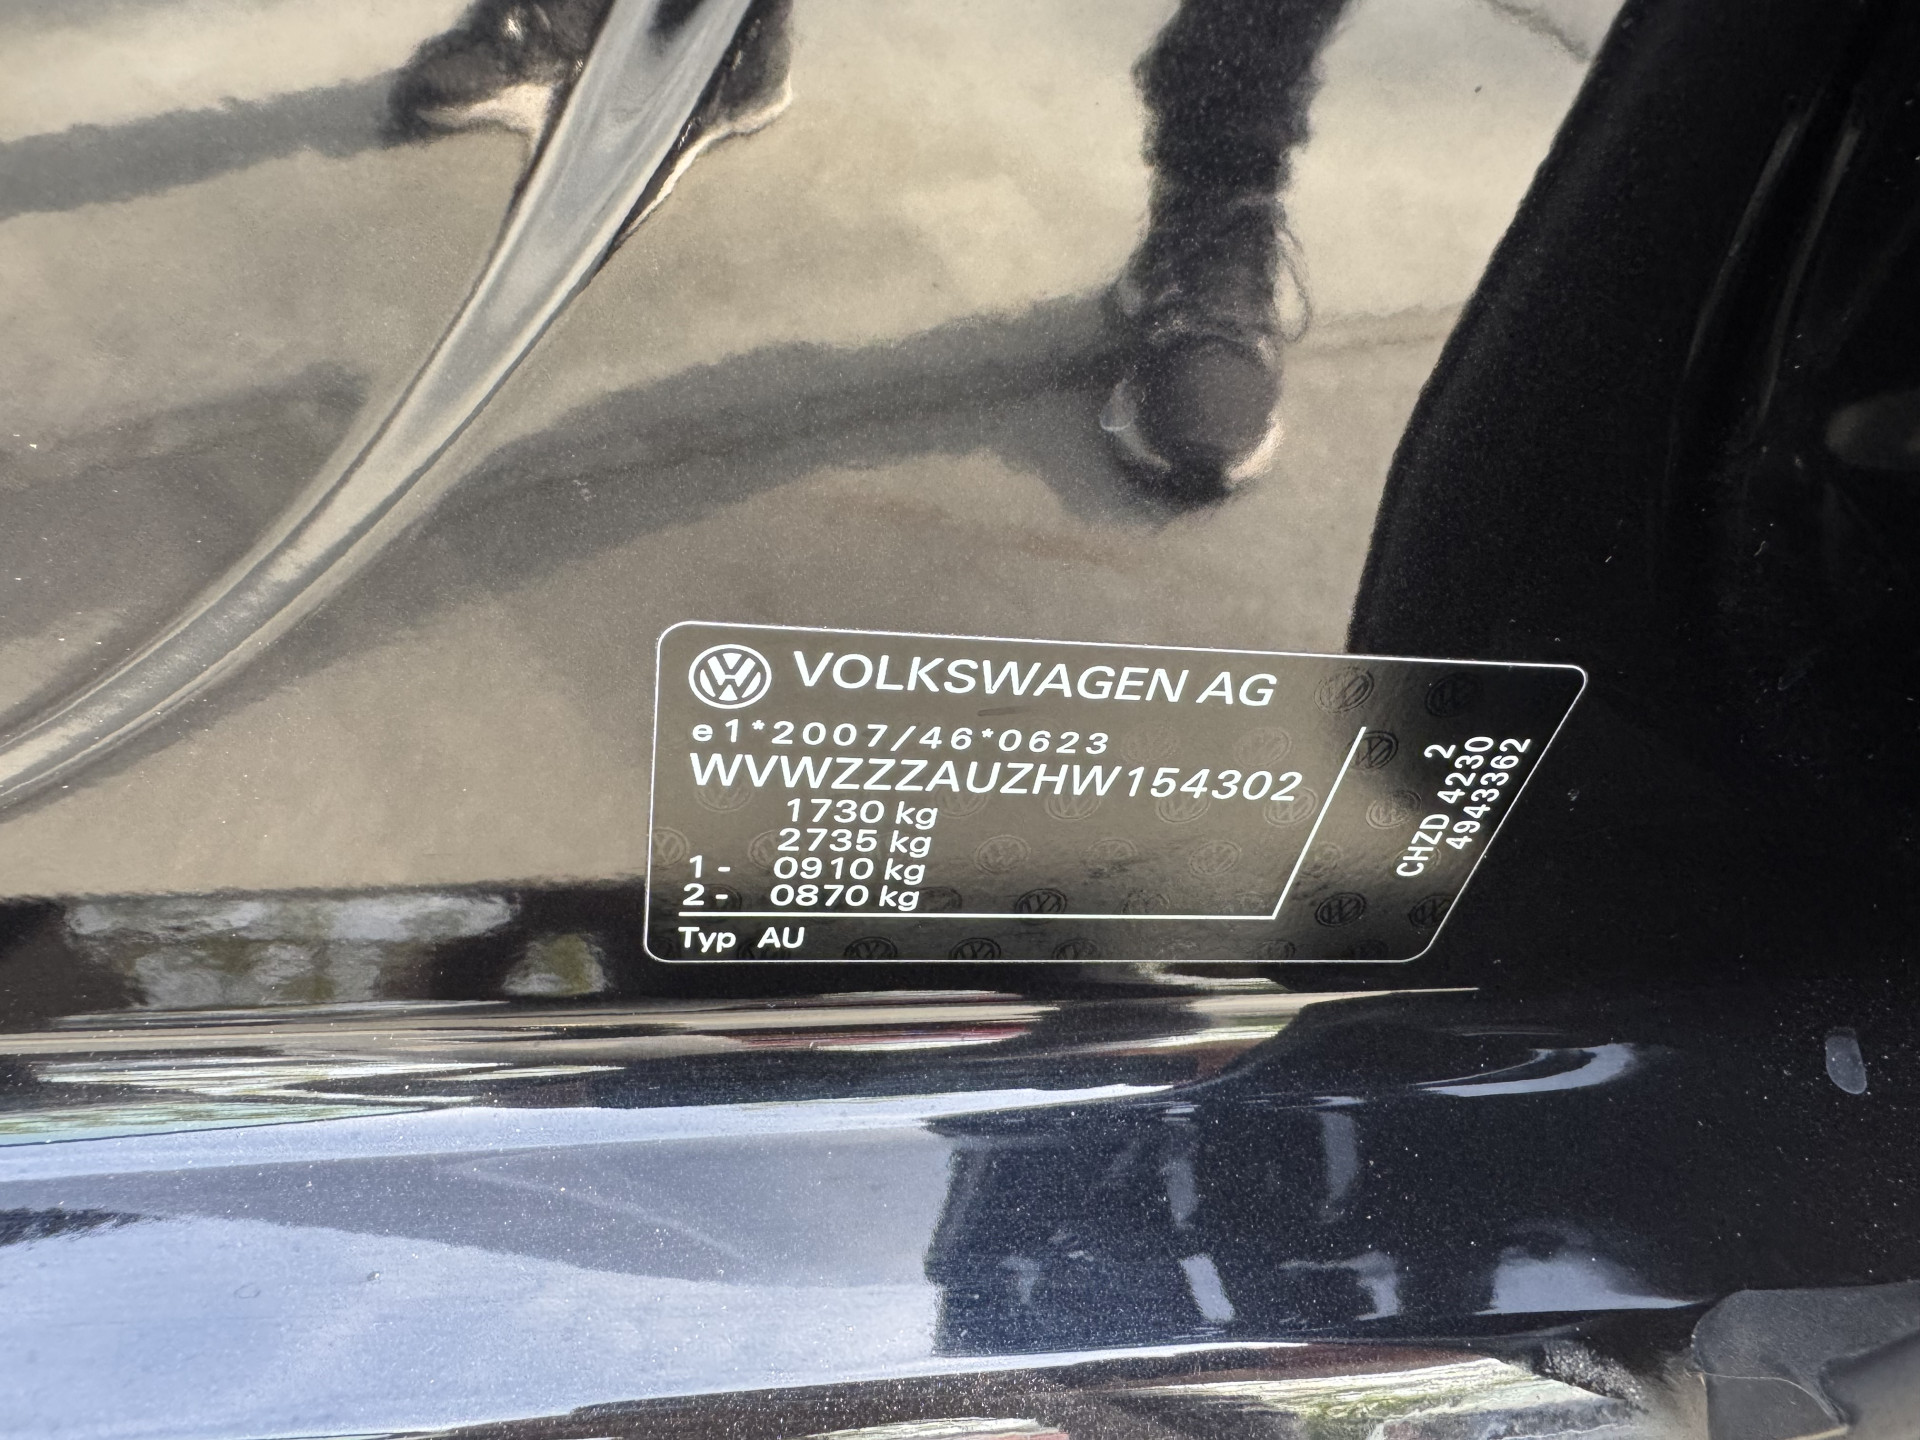 VOLKSWAGEN AG
e1*2007/46*0623
WVWZZZAUZHW154302
1730 kg
2735 kg
1 - 0910 kg
2 - 0870 kg
Typ AU
2
CHZD 4230
4943362